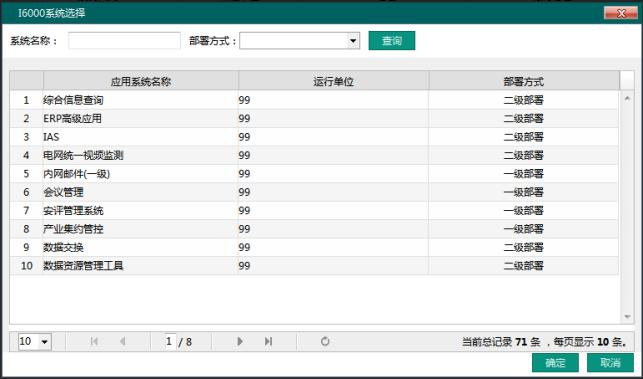 I6000系统选择
系统名称： 部署方式： 查询
应用系统名称 运行单位 部署方式
1 综合信息查询 99 二级部署
2 ERP高级应用 99 二级部署
3 IAS 99 二级部署
4 电网统一视频监测 99 二级部署
5 内网邮件(一级) 99 一级部署
6 会议管理 99 一级部署
7 安评管理系统 99 一级部署
8 产业集约管控 99 一级部署
9 数据交换 99 二级部署
10 数据资源管理工具 99 二级部署
10 1 / 8 当前总记录 71 条 ，每页显示 10 条。
确定 取消